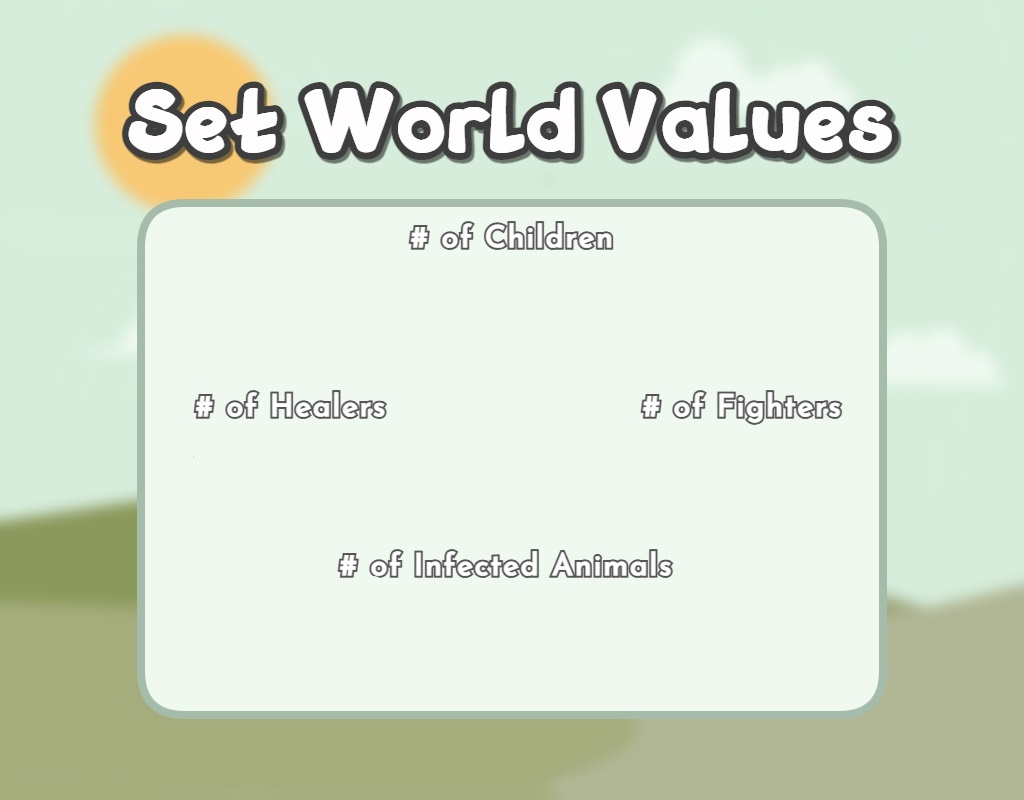 Set World Values
# of Children
# of Healers
# of Fighters
# of Infected Animals